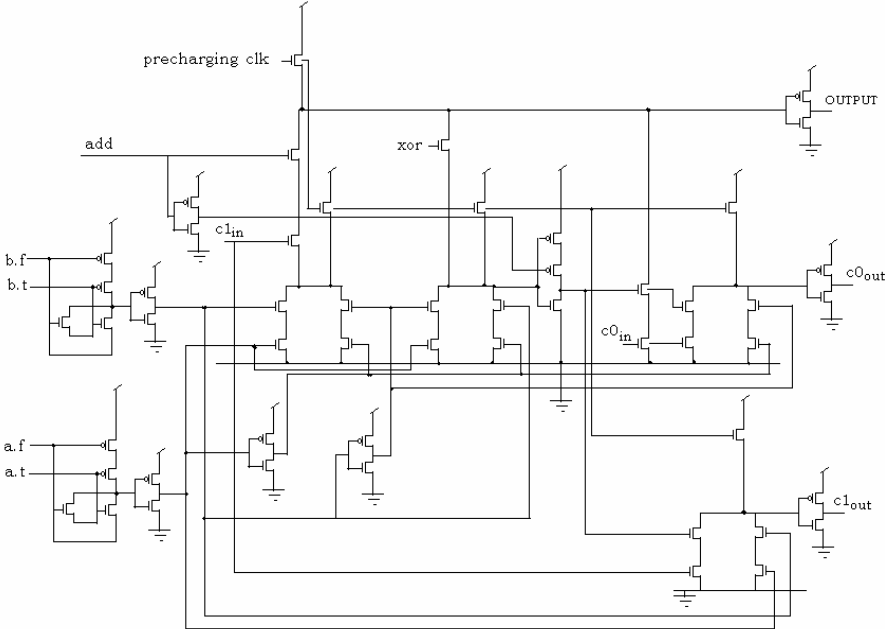 precharging clk
OUTPUT
add
xor
c1in
b.f
b.t
c0out
c0in
a.f
a.t
c1out